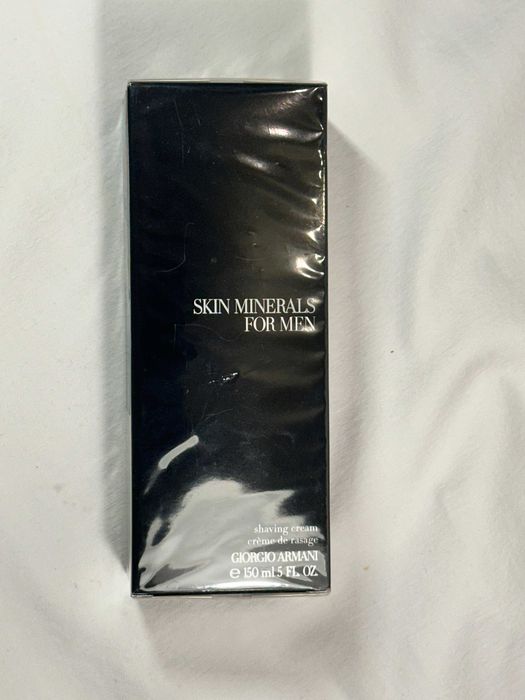 SKIN MINERALS
FOR MEN
shaving cream
crème de rasage
GIORGIO ARMANI
℮ 150 ml 5 FL. OZ.